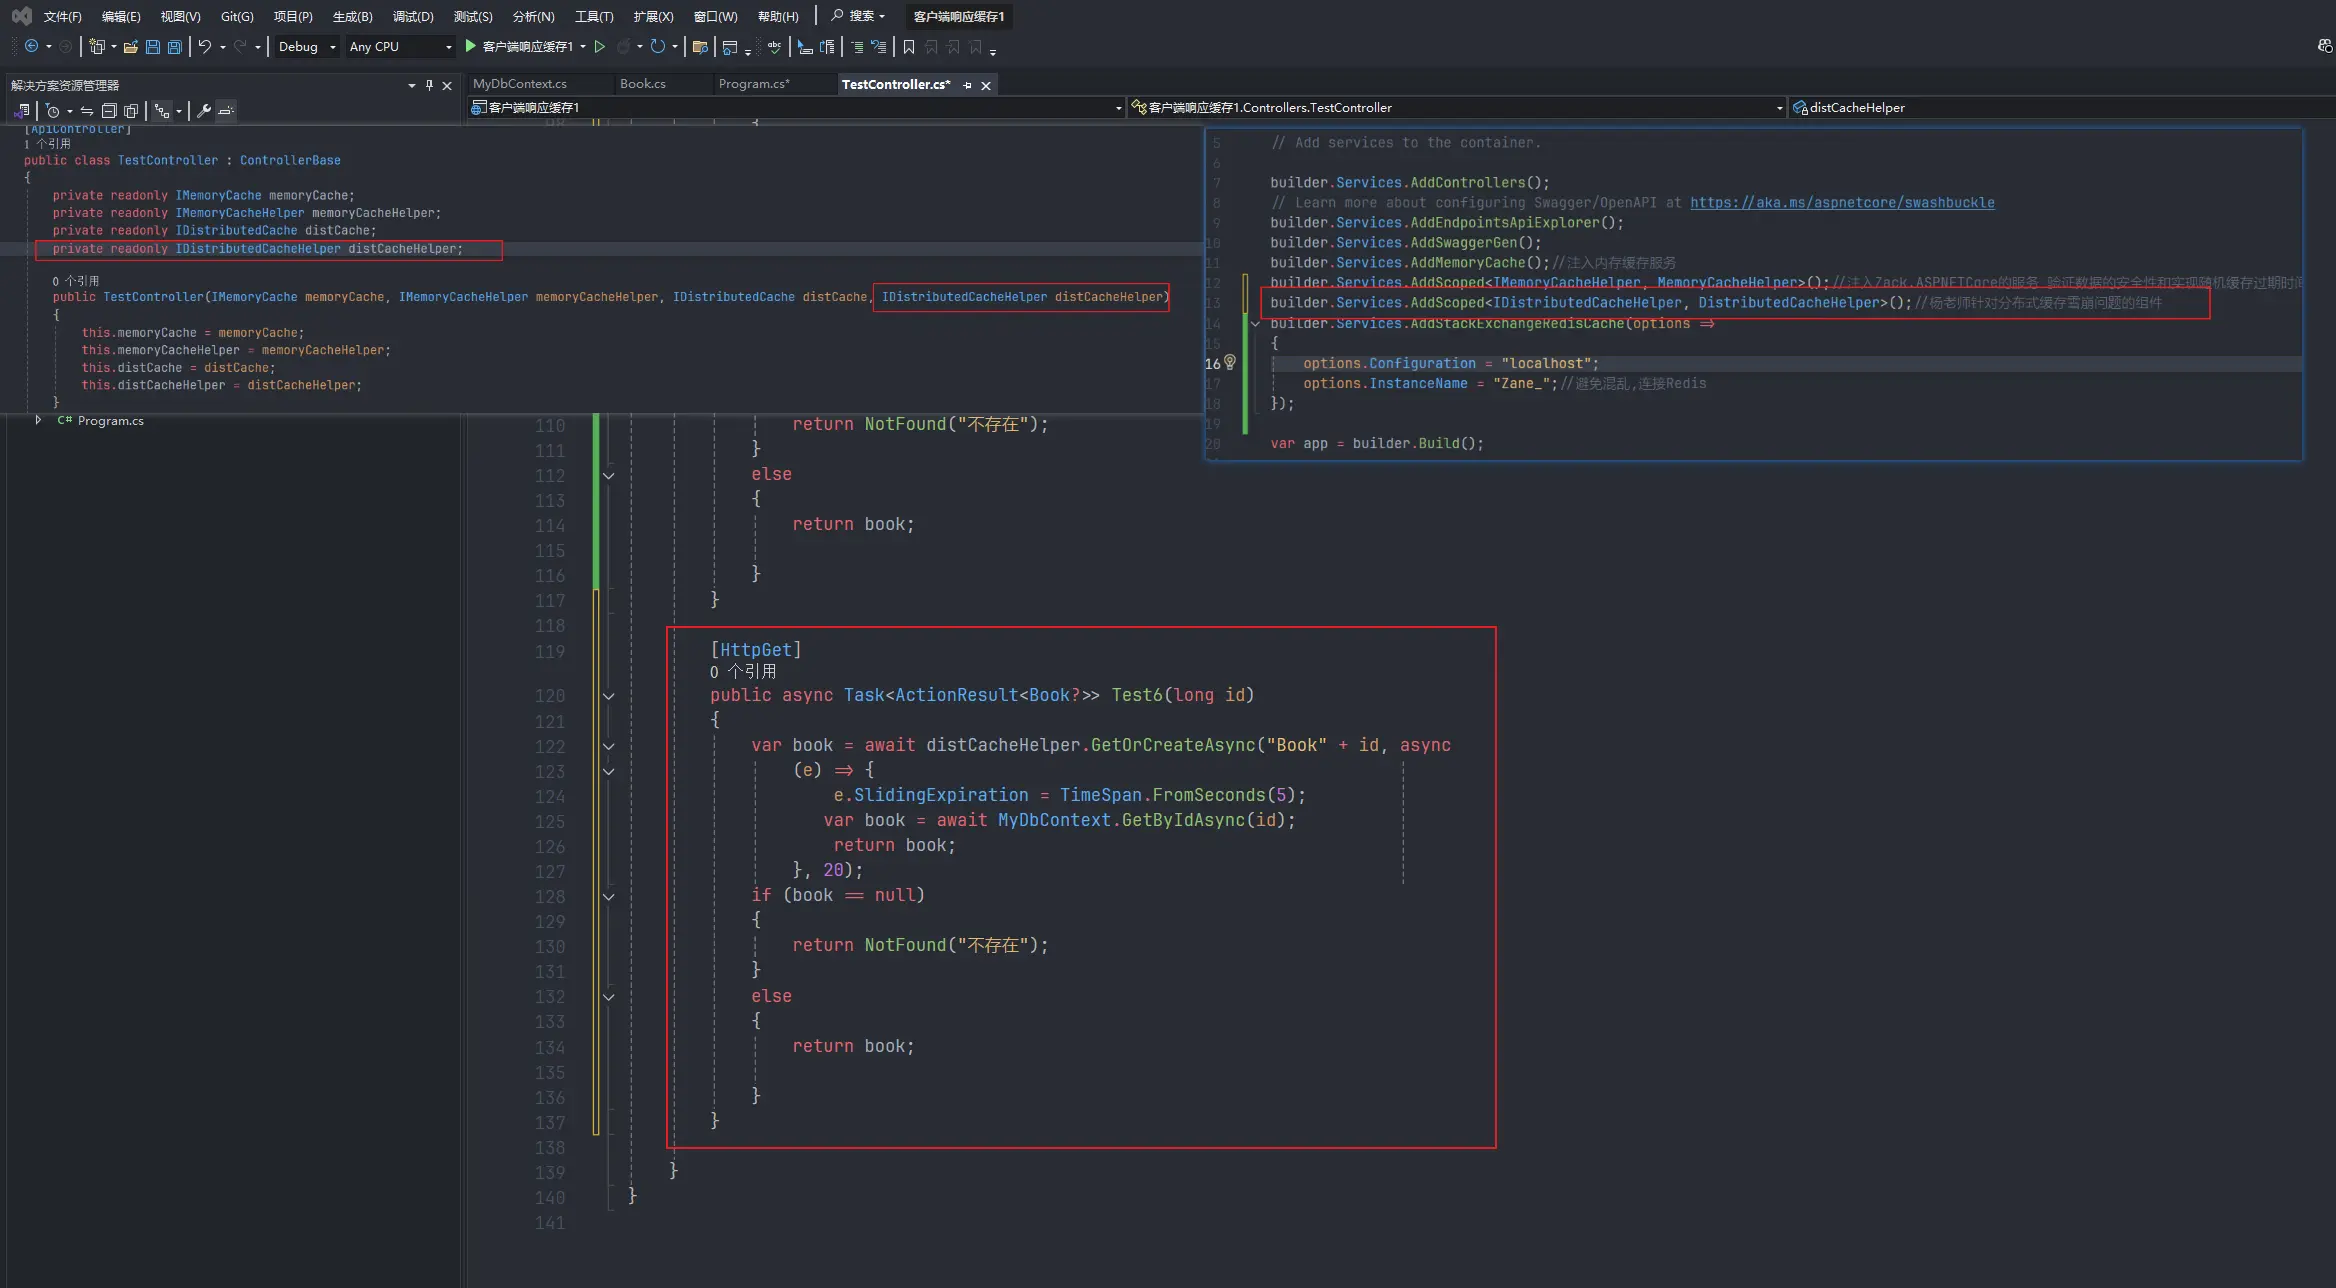 文件(F) 编辑(E) 视图(V) Git(G) 项目(P) 生成(B) 调试(D) 测试(S) 分析(N) 工具(T) 扩展(X) 窗口(W) 帮助(H) 搜索 客户端响应缓存1
Debug Any CPU 客户端响应缓存1
解决方案资源管理器
MyDbContext.cs Book.cs Program.cs* TestController.cs*
客户端响应缓存1 客户端响应缓存1.Controllers.TestController distCacheHelper
[ApiController]
1 个引用
public class TestController : ControllerBase
{
private readonly IMemoryCache memoryCache;
private readonly IMemoryCacheHelper memoryCacheHelper;
private readonly IDistributedCache distCache;
private readonly IDistributedCacheHelper distCacheHelper;
0 个引用
public TestController(IMemoryCache memoryCache, IMemoryCacheHelper memoryCacheHelper, IDistributedCache distCache, IDistributedCacheHelper distCacheHelper)
{
this.memoryCache = memoryCache;
this.memoryCacheHelper = memoryCacheHelper;
this.distCache = distCache;
this.distCacheHelper = distCacheHelper;
}
C# Program.cs
5 // Add services to the container.
6
7 builder.Services.AddControllers();
8 // Learn more about configuring Swagger/OpenAPI at https://aka.ms/aspnetcore/swashbuckle
9 builder.Services.AddEndpointsApiExplorer();
10 builder.Services.AddSwaggerGen();
11 builder.Services.AddMemoryCache();//注入内存缓存服务
12 builder.Services.AddScoped<IMemoryCacheHelper, MemoryCacheHelper>();//注入Zack.ASPNETCore的服务 验证数据的安全性和实现随机缓存过期时间
13 builder.Services.AddScoped<IDistributedCacheHelper, DistributedCacheHelper>();//杨老师针对分布式缓存雪崩问题的组件
14 builder.Services.AddStackExchangeRedisCache(options =>
15 {
16 options.Configuration = "localhost";
17 options.InstanceName = "Zane_";//避免混乱,连接Redis
18 });
19
20 var app = builder.Build();
110 return NotFound("不存在");
111 }
112 else
113 {
114 return book;
115
116 }
117 }
118
119 [HttpGet]
0 个引用
120 public async Task<ActionResult<Book?>> Test6(long id)
121 {
122 var book = await distCacheHelper.GetOrCreateAsync("Book" + id, async
123 (e) => {
124 e.SlidingExpiration = TimeSpan.FromSeconds(5);
125 var book = await MyDbContext.GetByIdAsync(id);
126 return book;
127 }, 20);
128 if (book == null)
129 {
130 return NotFound("不存在");
131 }
132 else
133 {
134 return book;
135
136 }
137 }
138
139 }
140 }
141